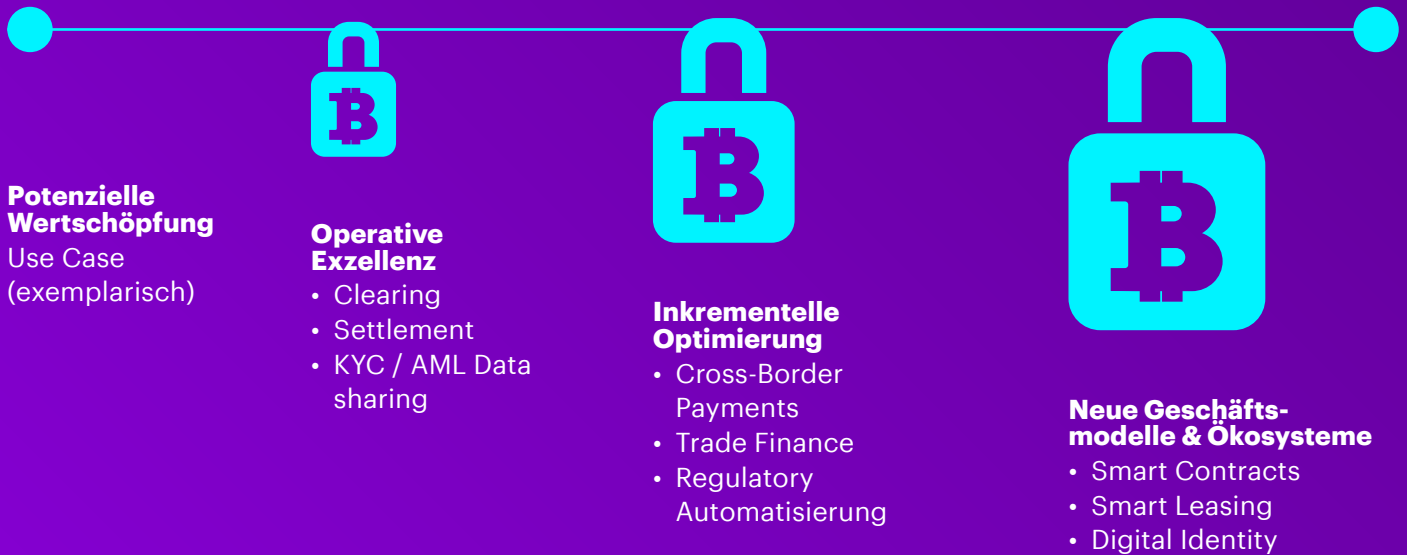 Potenzielle
Wertschöpfung
Use Case
(exemplarisch)
Operative
Exzellenz
• Clearing
• Settlement
• KYC / AML Data
sharing
Inkrementelle
Optimierung
• Cross-Border
Payments
• Trade Finance
• Regulatory
Automatisierung
Neue Geschäfts-
modelle & Ökosysteme
• Smart Contracts
• Smart Leasing
• Digital Identity